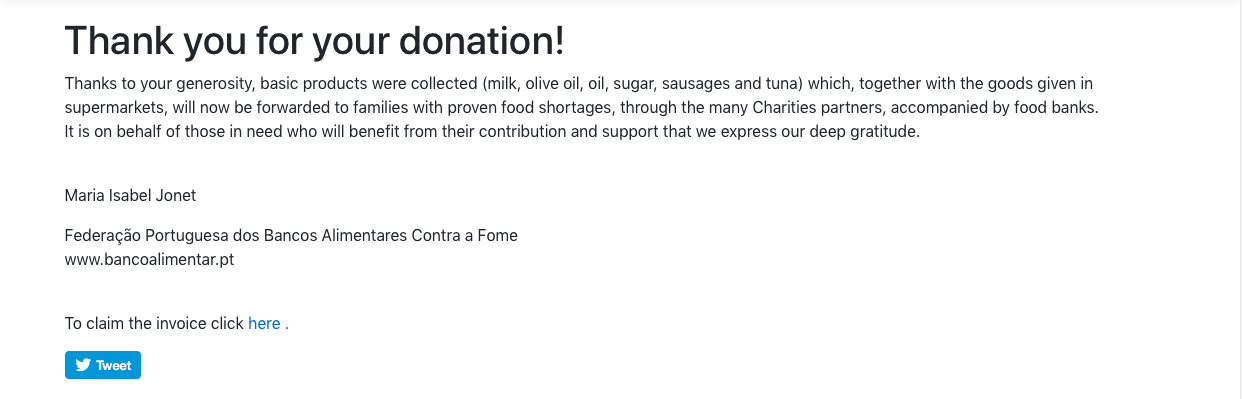 Thank you for your donation!
Thanks to your generosity, basic products were collected (milk, olive oil, oil, sugar, sausages and tuna) which, together with the goods given in
supermarkets, will now be forwarded to families with proven food shortages, through the many Charities partners, accompanied by food banks.
It is on behalf of those in need who will benefit from their contribution and support that we express our deep gratitude.
Maria Isabel Jonet
Federação Portuguesa dos Bancos Alimentares Contra a Fome
www.bancoalimentar.pt
To claim the invoice click here .
Tweet